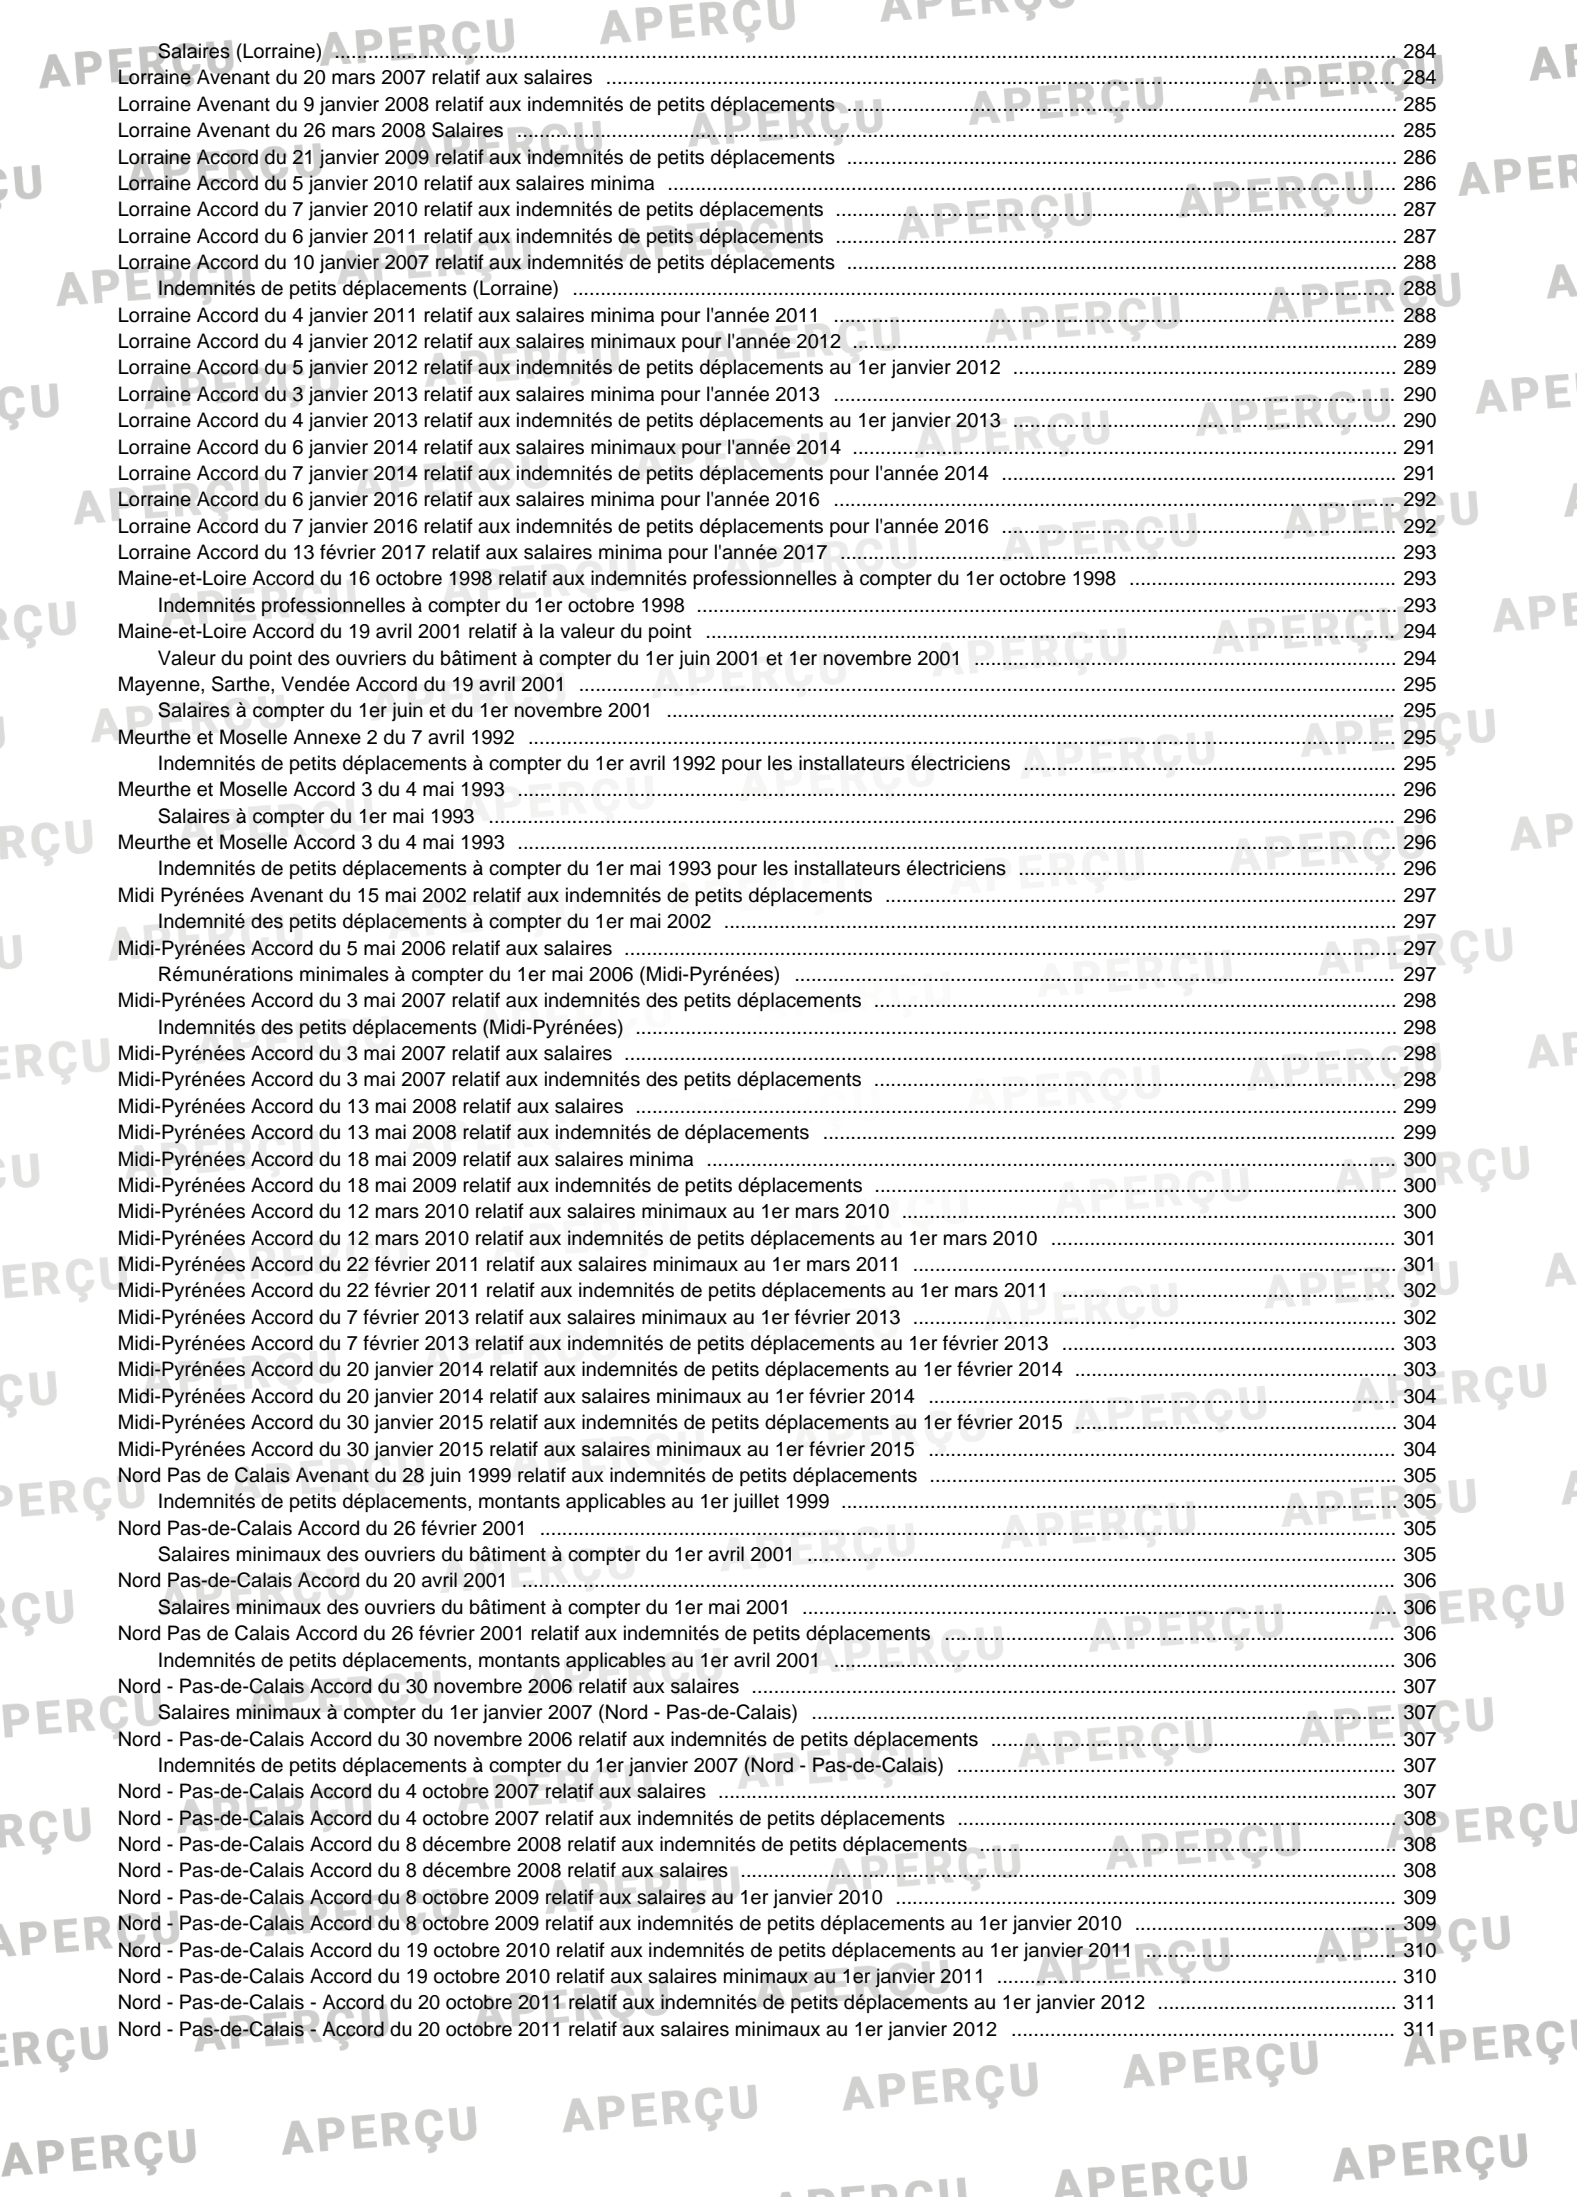 Salaires (Lorraine) ... 284
Lorraine Avenant du 20 mars 2007 relatif aux salaires ... 284
Lorraine Avenant du 9 janvier 2008 relatif aux indemnités de petits déplacements ... 285
Lorraine Avenant du 26 mars 2008 Salaires ... 285
Lorraine Accord du 21 janvier 2009 relatif aux indemnités de petits déplacements ... 286
Lorraine Accord du 5 janvier 2010 relatif aux salaires minima ... 286
Lorraine Accord du 7 janvier 2010 relatif aux indemnités de petits déplacements ... 287
Lorraine Accord du 6 janvier 2011 relatif aux indemnités de petits déplacements ... 287
Lorraine Accord du 10 janvier 2007 relatif aux indemnités de petits déplacements ... 288
Indemnités de petits déplacements (Lorraine) ... 288
Lorraine Accord du 4 janvier 2011 relatif aux salaires minima pour l'année 2011 ... 288
Lorraine Accord du 4 janvier 2012 relatif aux salaires minimaux pour l'année 2012 ... 289
Lorraine Accord du 5 janvier 2012 relatif aux indemnités de petits déplacements au 1er janvier 2012 ... 289
Lorraine Accord du 3 janvier 2013 relatif aux salaires minima pour l'année 2013 ... 290
Lorraine Accord du 4 janvier 2013 relatif aux indemnités de petits déplacements au 1er janvier 2013 ... 290
Lorraine Accord du 6 janvier 2014 relatif aux salaires minimaux pour l'année 2014 ... 291
Lorraine Accord du 7 janvier 2014 relatif aux indemnités de petits déplacements pour l'année 2014 ... 291
Lorraine Accord du 6 janvier 2016 relatif aux salaires minima pour l'année 2016 ... 292
Lorraine Accord du 7 janvier 2016 relatif aux indemnités de petits déplacements pour l'année 2016 ... 292
Lorraine Accord du 13 février 2017 relatif aux salaires minima pour l'année 2017 ... 293
Maine-et-Loire Accord du 16 octobre 1998 relatif aux indemnités professionnelles à compter du 1er octobre 1998 ... 293
Indemnités professionnelles à compter du 1er octobre 1998 ... 293
Maine-et-Loire Accord du 19 avril 2001 relatif à la valeur du point ... 294
Valeur du point des ouvriers du bâtiment à compter du 1er juin 2001 et 1er novembre 2001 ... 294
Mayenne, Sarthe, Vendée Accord du 19 avril 2001 ... 295
Salaires à compter du 1er juin et du 1er novembre 2001 ... 295
Meurthe et Moselle Annexe 2 du 7 avril 1992 ... 295
Indemnités de petits déplacements à compter du 1er avril 1992 pour les installateurs électriciens ... 295
Meurthe et Moselle Accord 3 du 4 mai 1993 ... 296
Salaires à compter du 1er mai 1993 ... 296
Meurthe et Moselle Accord 3 du 4 mai 1993 ... 296
Indemnités de petits déplacements à compter du 1er mai 1993 pour les installateurs électriciens ... 296
Midi Pyrénées Avenant du 15 mai 2002 relatif aux indemnités de petits déplacements ... 297
Indemnité des petits déplacements à compter du 1er mai 2002 ... 297
Midi-Pyrénées Accord du 5 mai 2006 relatif aux salaires ... 297
Rémunérations minimales à compter du 1er mai 2006 (Midi-Pyrénées) ... 297
Midi-Pyrénées Accord du 3 mai 2007 relatif aux indemnités des petits déplacements ... 298
Indemnités des petits déplacements (Midi-Pyrénées) ... 298
Midi-Pyrénées Accord du 3 mai 2007 relatif aux salaires ... 298
Midi-Pyrénées Accord du 3 mai 2007 relatif aux indemnités des petits déplacements ... 298
Midi-Pyrénées Accord du 13 mai 2008 relatif aux salaires ... 299
Midi-Pyrénées Accord du 13 mai 2008 relatif aux indemnités de déplacements ... 299
Midi-Pyrénées Accord du 18 mai 2009 relatif aux salaires minima ... 300
Midi-Pyrénées Accord du 18 mai 2009 relatif aux indemnités de petits déplacements ... 300
Midi-Pyrénées Accord du 12 mars 2010 relatif aux salaires minimaux au 1er mars 2010 ... 300
Midi-Pyrénées Accord du 12 mars 2010 relatif aux indemnités de petits déplacements au 1er mars 2010 ... 301
Midi-Pyrénées Accord du 22 février 2011 relatif aux salaires minimaux au 1er mars 2011 ... 301
Midi-Pyrénées Accord du 22 février 2011 relatif aux indemnités de petits déplacements au 1er mars 2011 ... 302
Midi-Pyrénées Accord du 7 février 2013 relatif aux salaires minimaux au 1er février 2013 ... 302
Midi-Pyrénées Accord du 7 février 2013 relatif aux indemnités de petits déplacements au 1er février 2013 ... 303
Midi-Pyrénées Accord du 20 janvier 2014 relatif aux indemnités de petits déplacements au 1er février 2014 ... 303
Midi-Pyrénées Accord du 20 janvier 2014 relatif aux salaires minimaux au 1er février 2014 ... 304
Midi-Pyrénées Accord du 30 janvier 2015 relatif aux indemnités de petits déplacements au 1er février 2015 ... 304
Midi-Pyrénées Accord du 30 janvier 2015 relatif aux salaires minimaux au 1er février 2015 ... 304
Nord Pas de Calais Avenant du 28 juin 1999 relatif aux indemnités de petits déplacements ... 305
Indemnités de petits déplacements, montants applicables au 1er juillet 1999 ... 305
Nord Pas-de-Calais Accord du 26 février 2001 ... 305
Salaires minimaux des ouvriers du bâtiment à compter du 1er avril 2001 ... 305
Nord Pas-de-Calais Accord du 20 avril 2001 ... 306
Salaires minimaux des ouvriers du bâtiment à compter du 1er mai 2001 ... 306
Nord Pas de Calais Accord du 26 février 2001 relatif aux indemnités de petits déplacements ... 306
Indemnités de petits déplacements, montants applicables au 1er avril 2001 ... 306
Nord - Pas-de-Calais Accord du 30 novembre 2006 relatif aux salaires ... 307
Salaires minimaux à compter du 1er janvier 2007 (Nord - Pas-de-Calais) ... 307
Nord - Pas-de-Calais Accord du 30 novembre 2006 relatif aux indemnités de petits déplacements ... 307
Indemnités de petits déplacements à compter du 1er janvier 2007 (Nord - Pas-de-Calais) ... 307
Nord - Pas-de-Calais Accord du 4 octobre 2007 relatif aux salaires ... 307
Nord - Pas-de-Calais Accord du 4 octobre 2007 relatif aux indemnités de petits déplacements ... 308
Nord - Pas-de-Calais Accord du 8 décembre 2008 relatif aux indemnités de petits déplacements ... 308
Nord - Pas-de-Calais Accord du 8 décembre 2008 relatif aux salaires ... 308
Nord - Pas-de-Calais Accord du 8 octobre 2009 relatif aux salaires au 1er janvier 2010 ... 309
Nord - Pas-de-Calais Accord du 8 octobre 2009 relatif aux indemnités de petits déplacements au 1er janvier 2010 ... 309
Nord - Pas-de-Calais Accord du 19 octobre 2010 relatif aux indemnités de petits déplacements au 1er janvier 2011 ... 310
Nord - Pas-de-Calais Accord du 19 octobre 2010 relatif aux salaires minimaux au 1er janvier 2011 ... 310
Nord - Pas-de-Calais - Accord du 20 octobre 2011 relatif aux indemnités de petits déplacements au 1er janvier 2012 ... 311
Nord - Pas-de-Calais - Accord du 20 octobre 2011 relatif aux salaires minimaux au 1er janvier 2012 ... 311
APERÇU